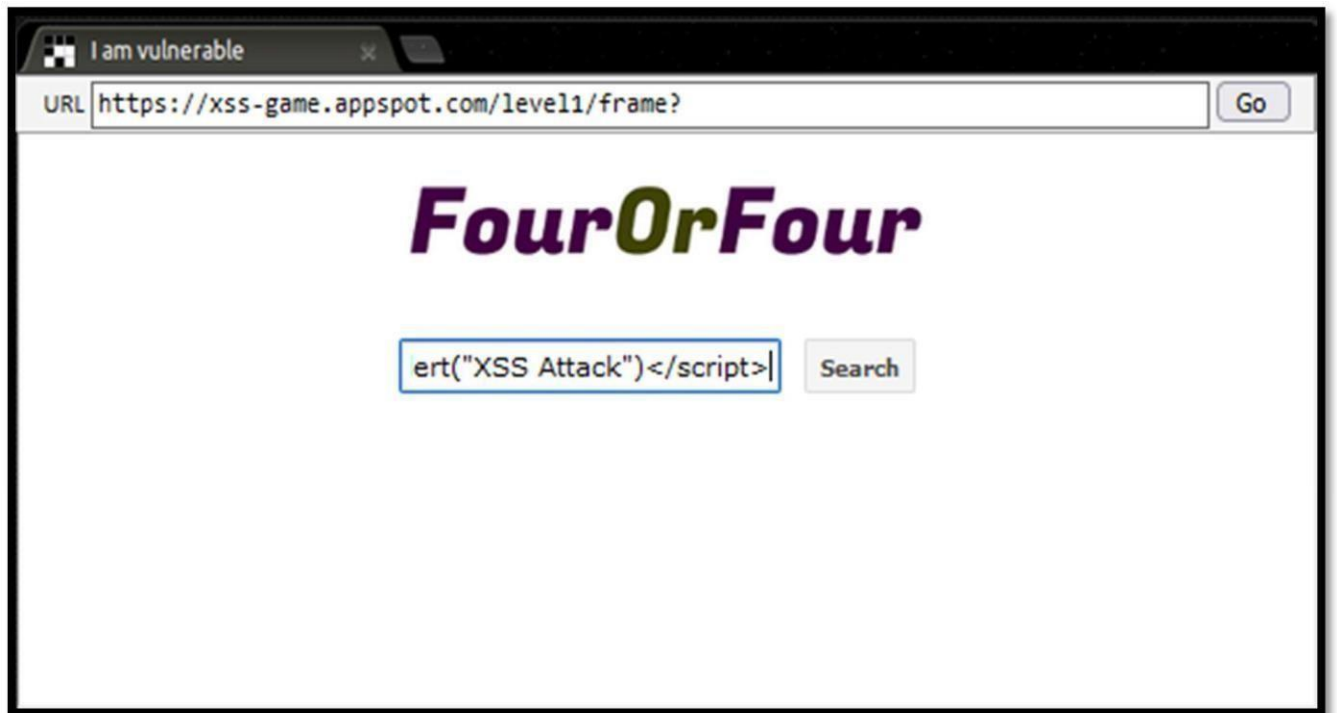 I am vulnerable
URL https://xss-game.appspot.com/level1/frame? Go
FourOrFour
ert("XSS Attack")</script> Search